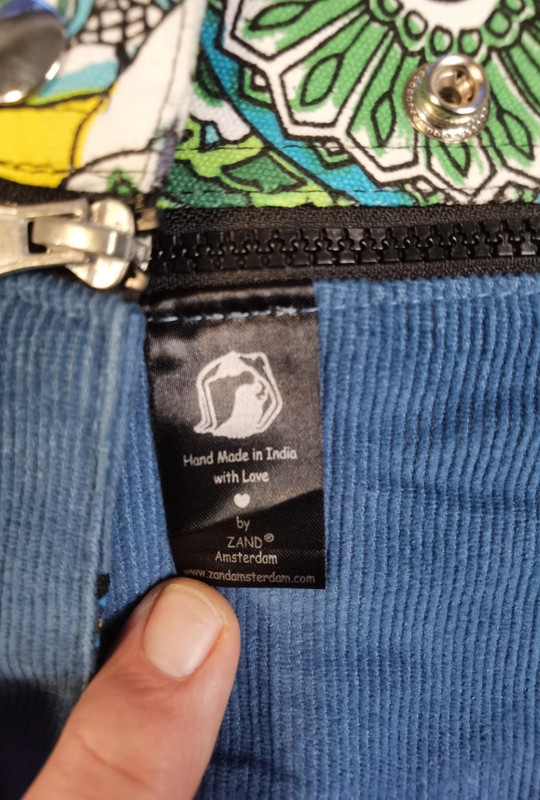 Hand Made in India
with Love
by
ZAND®
Amsterdam
www.zandamsterdam.com